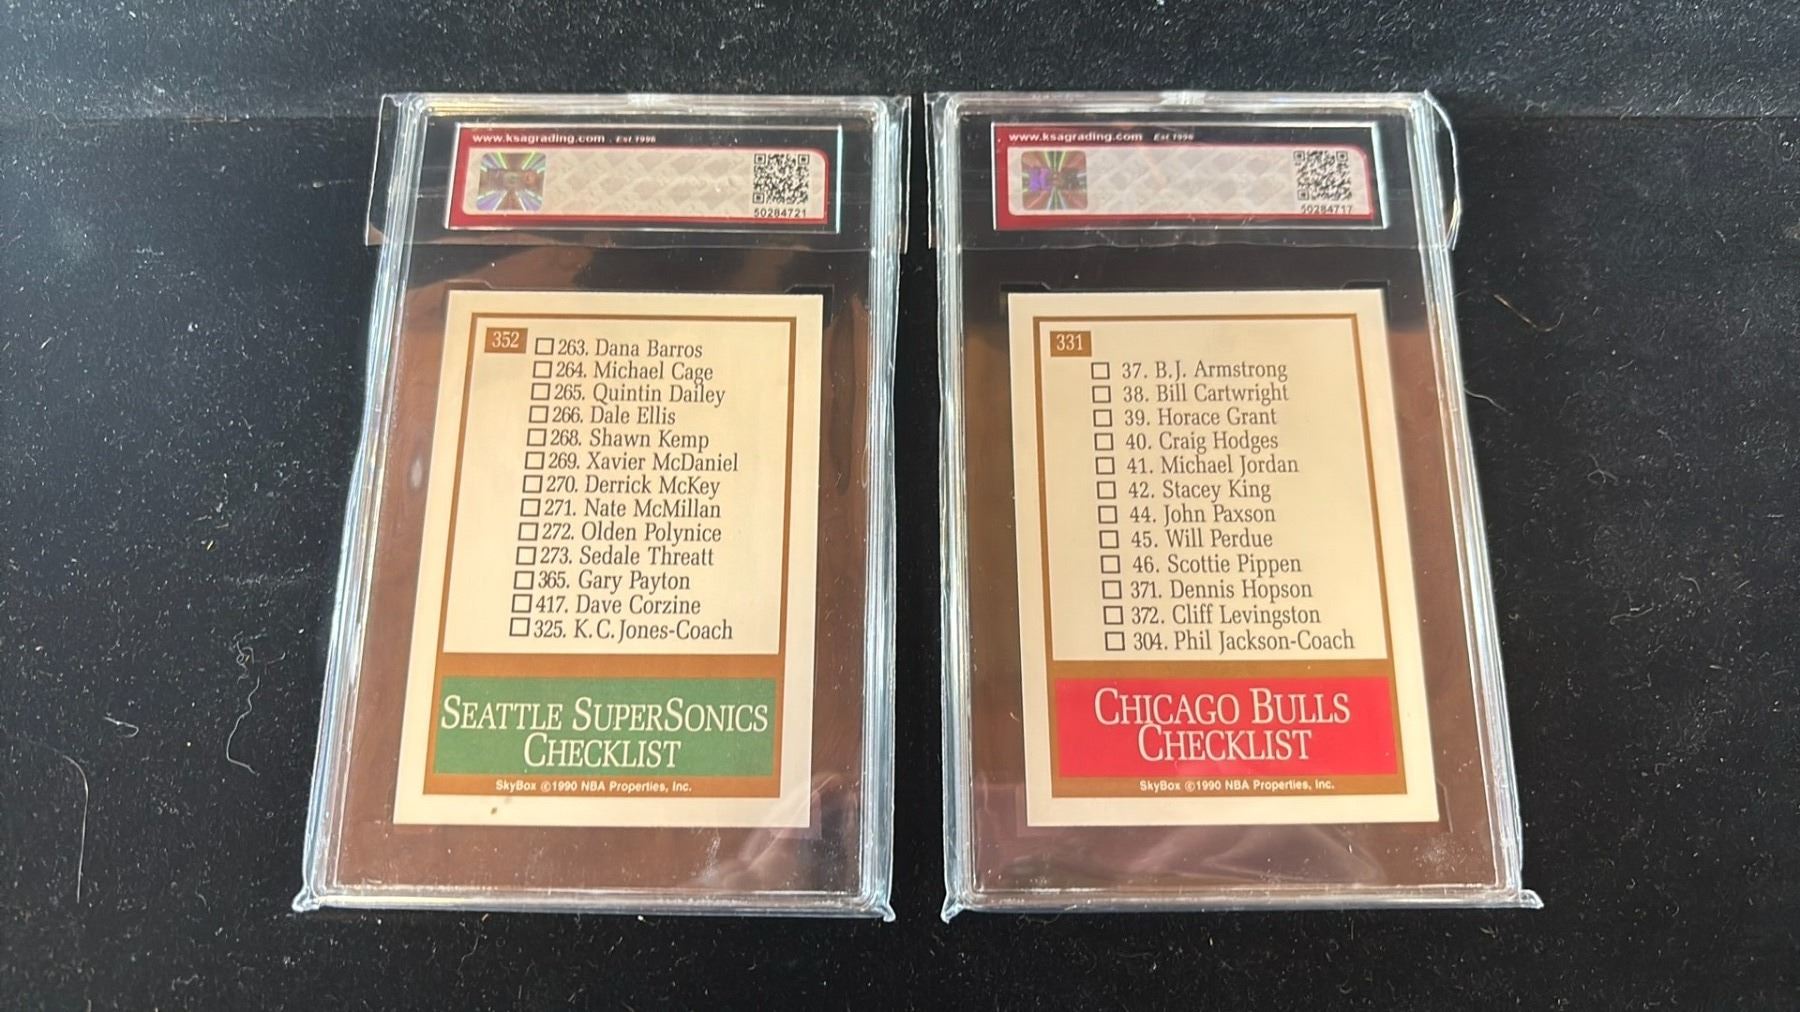 www.ksagrading.com . Est 1996
50284721
352
263. Dana Barros
264. Michael Cage
265. Quintin Dailey
266. Dale Ellis
268. Shawn Kemp
269. Xavier McDaniel
270. Derrick McKey
271. Nate McMillan
272. Olden Polynice
273. Sedale Threatt
365. Gary Payton
417. Dave Corzine
325. K.C. Jones-Coach
SEATTLE SUPERSONICS
CHECKLIST
SkyBox ©1990 NBA Properties, Inc.
www.ksagrading.com Est 1996
50284717
331
37. B.J. Armstrong
38. Bill Cartwright
39. Horace Grant
40. Craig Hodges
41. Michael Jordan
42. Stacey King
44. John Paxson
45. Will Perdue
46. Scottie Pippen
371. Dennis Hopson
372. Cliff Levingston
304. Phil Jackson-Coach
CHICAGO BULLS
CHECKLIST
SkyBox ©1990 NBA Properties, Inc.